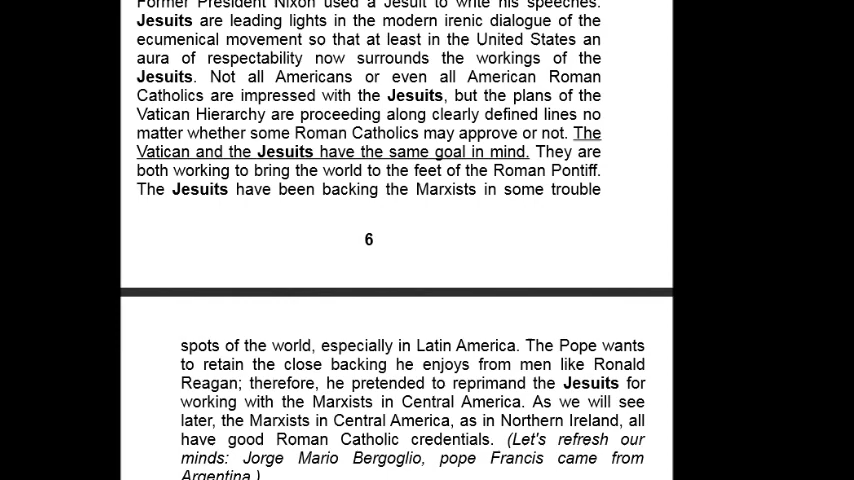 Former President Nixon used a Jesuit to write his speeches.
Jesuits are leading lights in the modern irenic dialogue of the
ecumenical movement so that at least in the United States an
aura of respectability now surrounds the workings of the
Jesuits. Not all Americans or even all American Roman
Catholics are impressed with the Jesuits, but the plans of the
Vatican Hierarchy are proceeding along clearly defined lines no
matter whether some Roman Catholics may approve or not. The
Vatican and the Jesuits have the same goal in mind. They are
both working to bring the world to the feet of the Roman Pontiff.
The Jesuits have been backing the Marxists in some trouble
6
spots of the world, especially in Latin America. The Pope wants
to retain the close backing he enjoys from men like Ronald
Reagan; therefore, he pretended to reprimand the Jesuits for
working with the Marxists in Central America. As we will see
later, the Marxists in Central America, as in Northern Ireland, all
have good Roman Catholic credentials. (Let's refresh our
minds: Jorge Mario Bergoglio, pope Francis came from
Argentina.)